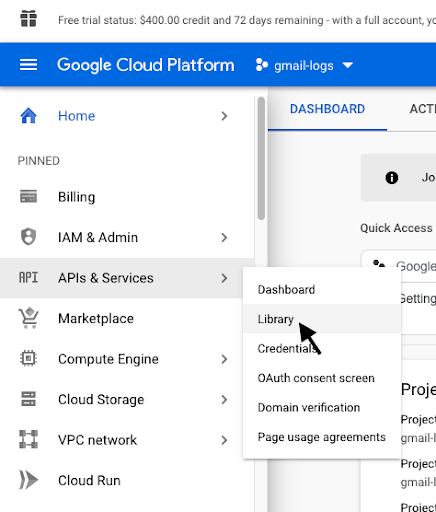 Free trial status: $400.00 credit and 72 days remaining - with a full account, yo
Google Cloud Platform
gmail-logs
Home
PINNED
Billing
IAM & Admin
API
APIs & Services
Marketplace
Compute Engine
Cloud Storage
VPC network
Cloud Run
Dashboard
Library
Credentials
OAuth consent screen
Domain verification
Page usage agreements
DASHBOARD
ACTI
Jo
Quick Access
Google
Getting
Proje
Project
gmail-l
Project
gmail-l
Project